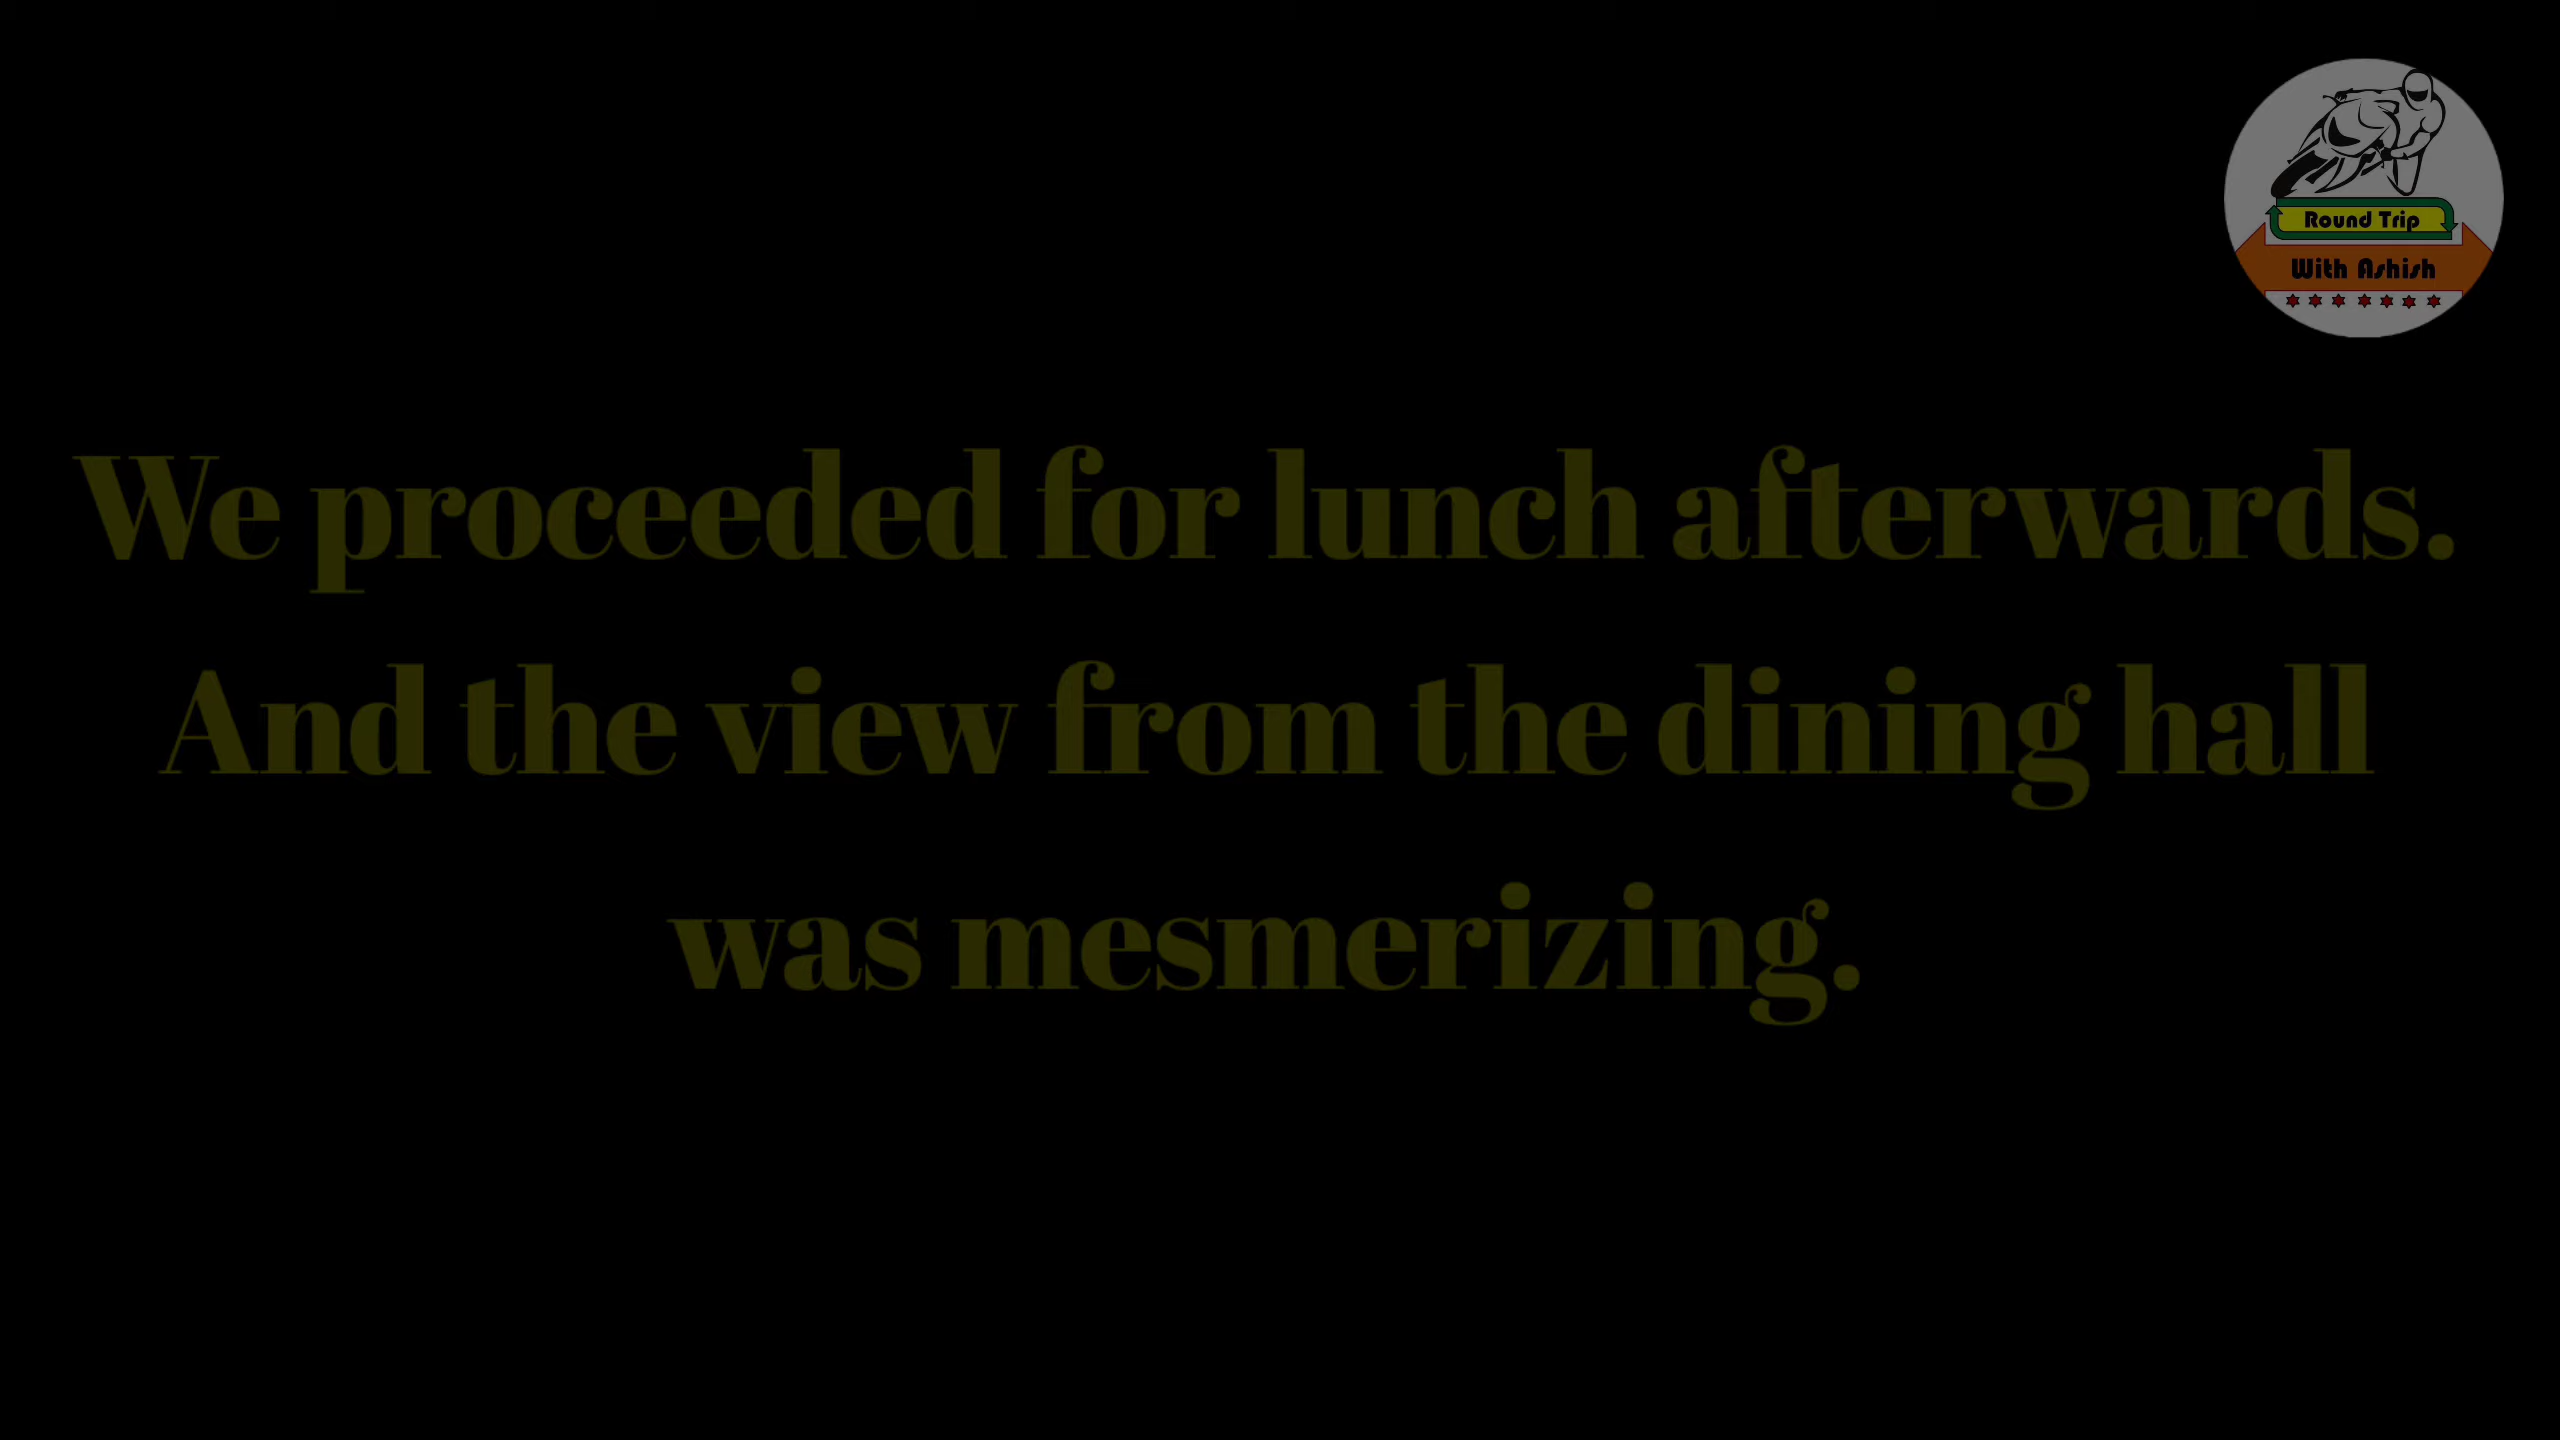 Round Trip
With Ashish
We proceeded for lunch afterwards.
And the view from the dining hall
was mesmerizing.